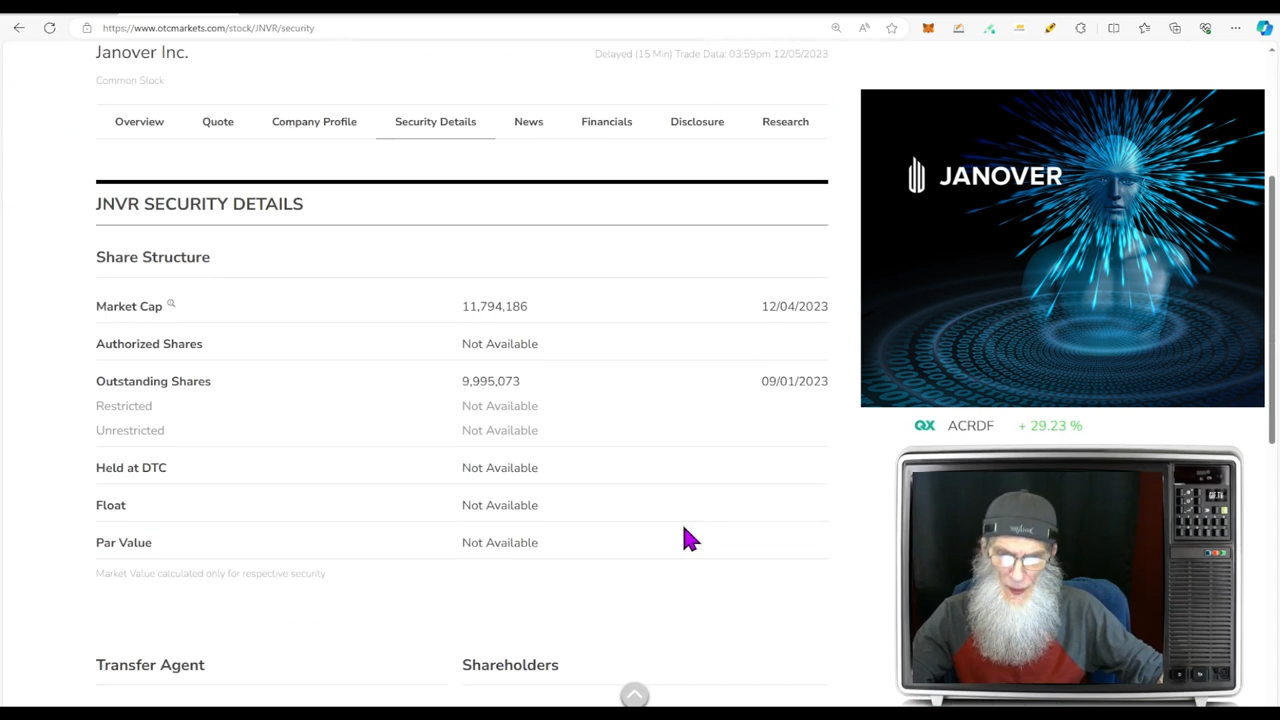 https://www.otcmarkets.com/stock/JNVR/security
Janover Inc.
Delayed (15 Min) Trade Data: 03:59pm 12/05/2023
Common Stock
Overview Quote Company Profile Security Details News Financials Disclosure Research
JNVR SECURITY DETAILS
Share Structure
Market Cap 11,794,186 12/04/2023
Authorized Shares Not Available
Outstanding Shares 9,995,073 09/01/2023
Restricted Not Available
Unrestricted Not Available
Held at DTC Not Available
Float Not Available
Par Value Not Available
Market Value calculated only for respective security
Transfer Agent Shareholders
JANOVER
QX ACRDF + 29.23 %